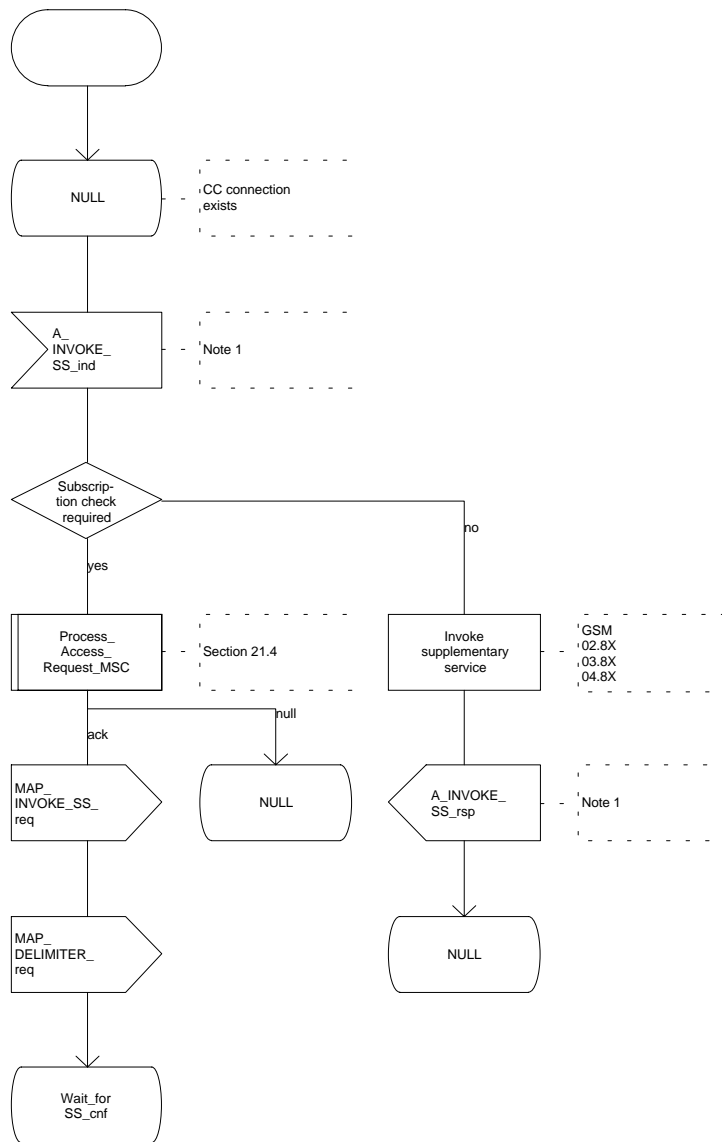 NULL
CC connection
exists
A_
INVOKE_
SS_ind
Note 1
Subscrip-
tion check
required
no
yes
Process_
Access_
Request_MSC
Section 21.4
Invoke
supplementary
service
GSM
02.8X
03.8X
04.8X
null
ack
MAP_
INVOKE_SS_
req
NULL
A_INVOKE_
SS_rsp
Note 1
MAP_
DELIMITER_
req
NULL
Wait_for
SS_cnf